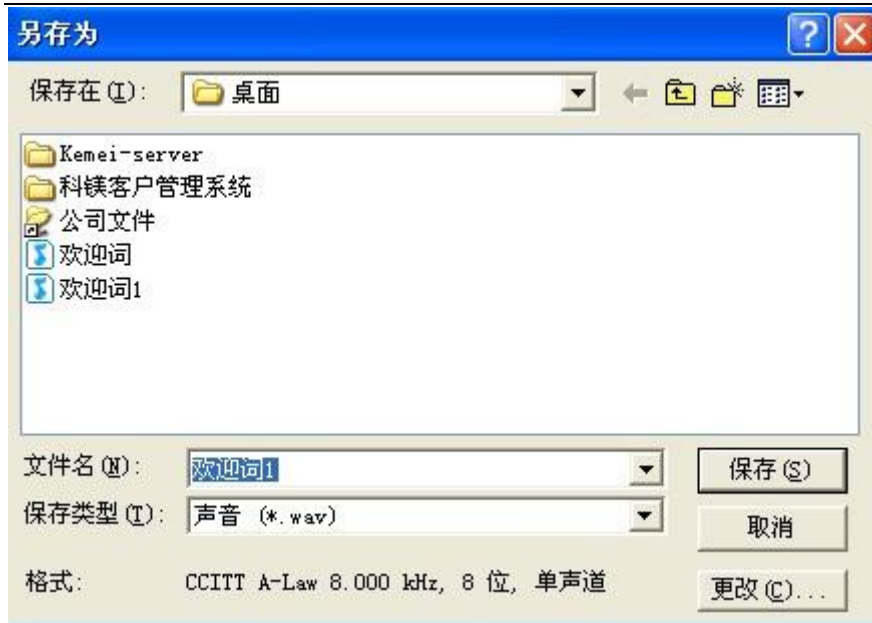 另存为
保存在(I):
桌面
Kemei-server
科镁客户管理系统
公司文件
欢迎词
欢迎词1
文件名(N):
欢迎词1
保存(S)
保存类型(T):
声音 (*.wav)
取消
格式:
CCITT A-Law 8.000 kHz, 8 位, 单声道
更改(C)...